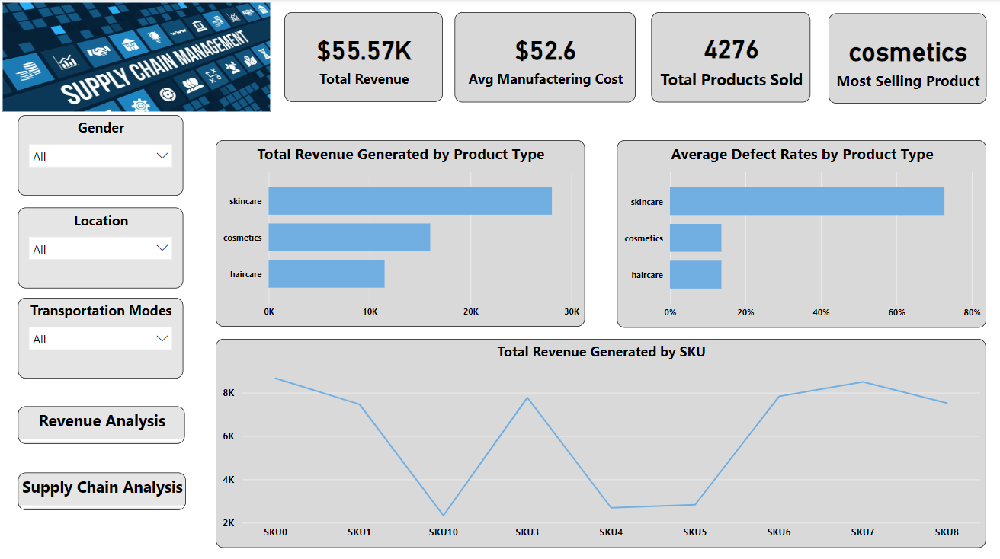 SUPPLY CHAIN MANAGEMENT
www
$55.57K
Total Revenue
$52.6
Avg Manufactering Cost
4276
Total Products Sold
cosmetics
Most Selling Product
Gender
All
Location
All
Transportation Modes
All
Revenue Analysis
Supply Chain Analysis
Total Revenue Generated by Product Type
skincare
cosmetics
haircare
0K 10K 20K 30K
Average Defect Rates by Product Type
skincare
cosmetics
haircare
0% 20% 40% 60% 80%
Total Revenue Generated by SKU
8K
6K
4K
2K
SKU0 SKU1 SKU10 SKU3 SKU4 SKU5 SKU6 SKU7 SKU8